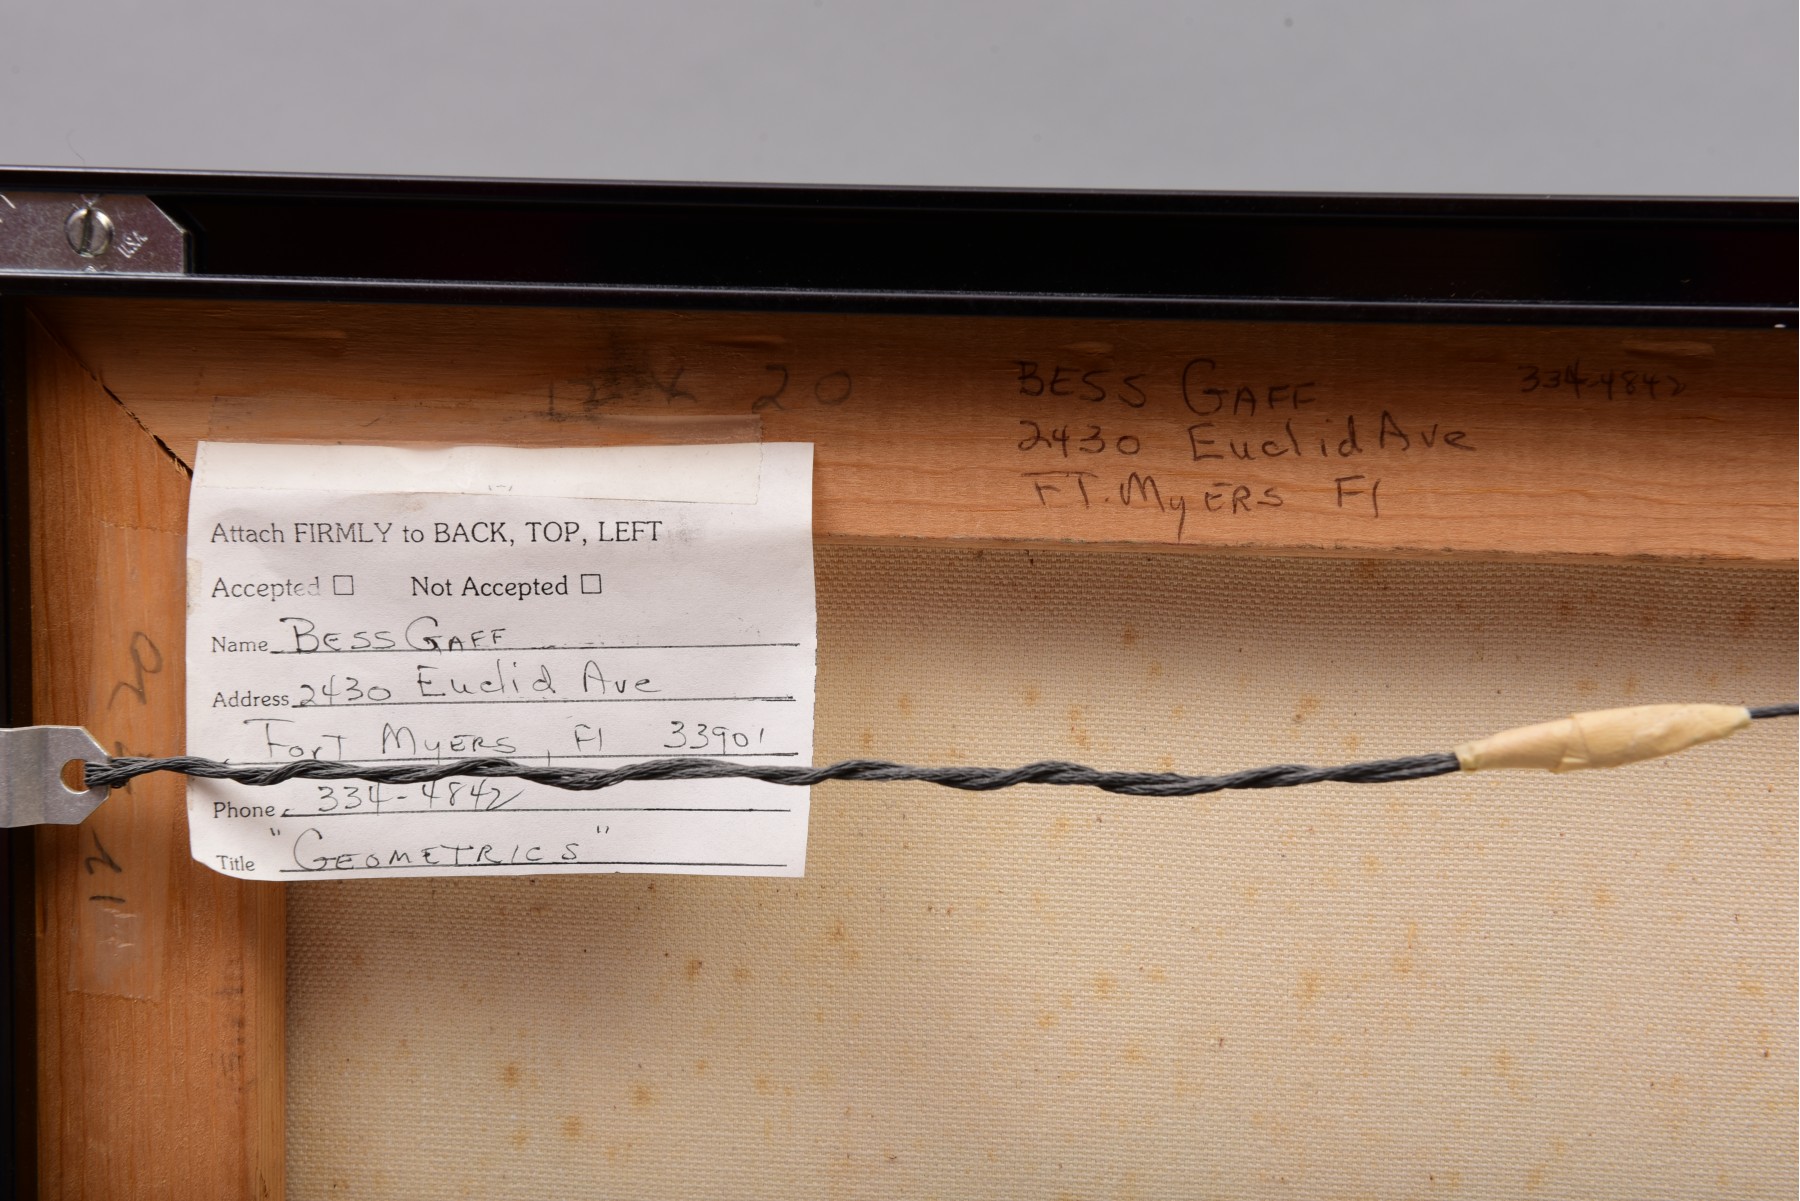 U.S.A.
20
BESS GAFF 334-4842
2430 Euclid Ave
FT. MyERS Fl
Attach FIRMLY to BACK, TOP, LEFT
Accepted □ Not Accepted □
Name BESS GAFF
Address 2430 Euclid Ave
FORT MyERS, Fl 33901
Phone 334-4842
Title "GEOMETRICS"
12 20